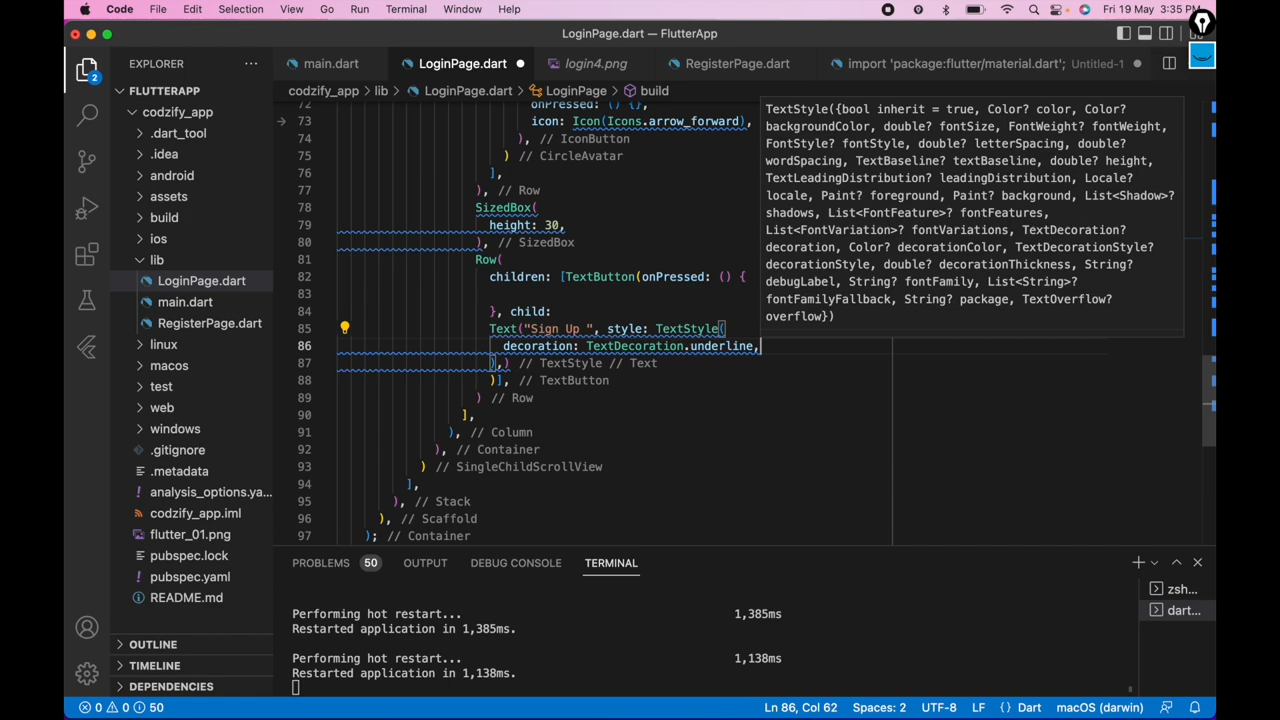 Code File Edit Selection View Go Run Terminal Window Help Fri 19 May 3:35 PM
LoginPage.dart — FlutterApp
EXPLORER
main.dart LoginPage.dart login4.png RegisterPage.dart import 'package:flutter/material.dart'; Untitled-1
codzify_app > lib > LoginPage.dart > LoginPage > build
2
FLUTTERAPP
codzify_app
.dart_tool
.idea
android
assets
build
ios
lib
LoginPage.dart
main.dart
RegisterPage.dart
linux
macos
test
web
windows
.gitignore
.metadata
analysis_options.ya...
codzify_app.iml
flutter_01.png
pubspec.lock
pubspec.yaml
README.md
OUTLINE
TIMELINE
DEPENDENCIES
72 onPressed: () {},
73 icon: Icon(Icons.arrow_forward),
74 ), // IconButton
75 ) // CircleAvatar
76 ],
77 ), // Row
78 SizedBox(
79 height: 30,
80 ), // SizedBox
81 Row(
82 children: [TextButton(onPressed: () {
83
84 }, child:
85 Text("Sign Up ", style: TextStyle(
86 decoration: TextDecoration.underline,
87 ),) // TextStyle // Text
88 )], // TextButton
89 ) // Row
90 ],
91 ), // Column
92 ), // Container
93 ) // SingleChildScrollView
94 ],
95 ), // Stack
96 ), // Scaffold
97 ); // Container
TextStyle({bool inherit = true, Color? color, Color?
backgroundColor, double? fontSize, FontWeight? fontWeight,
FontStyle? fontStyle, double? letterSpacing, double?
wordSpacing, TextBaseline? textBaseline, double? height,
TextLeadingDistribution? leadingDistribution, Locale?
locale, Paint? foreground, Paint? background, List<Shadow>?
shadows, List<FontFeature>? fontFeatures,
List<FontVariation>? fontVariations, TextDecoration?
decoration, Color? decorationColor, TextDecorationStyle?
decorationStyle, double? decorationThickness, String?
debugLabel, String? fontFamily, List<String>?
fontFamilyFallback, String? package, TextOverflow?
overflow})
PROBLEMS 50 OUTPUT DEBUG CONSOLE TERMINAL
Performing hot restart... 1,385ms
Restarted application in 1,385ms.
Performing hot restart... 1,138ms
Restarted application in 1,138ms.
zsh...
dart...
0 0 50 Ln 86, Col 62 Spaces: 2 UTF-8 LF { } Dart macOS (darwin)